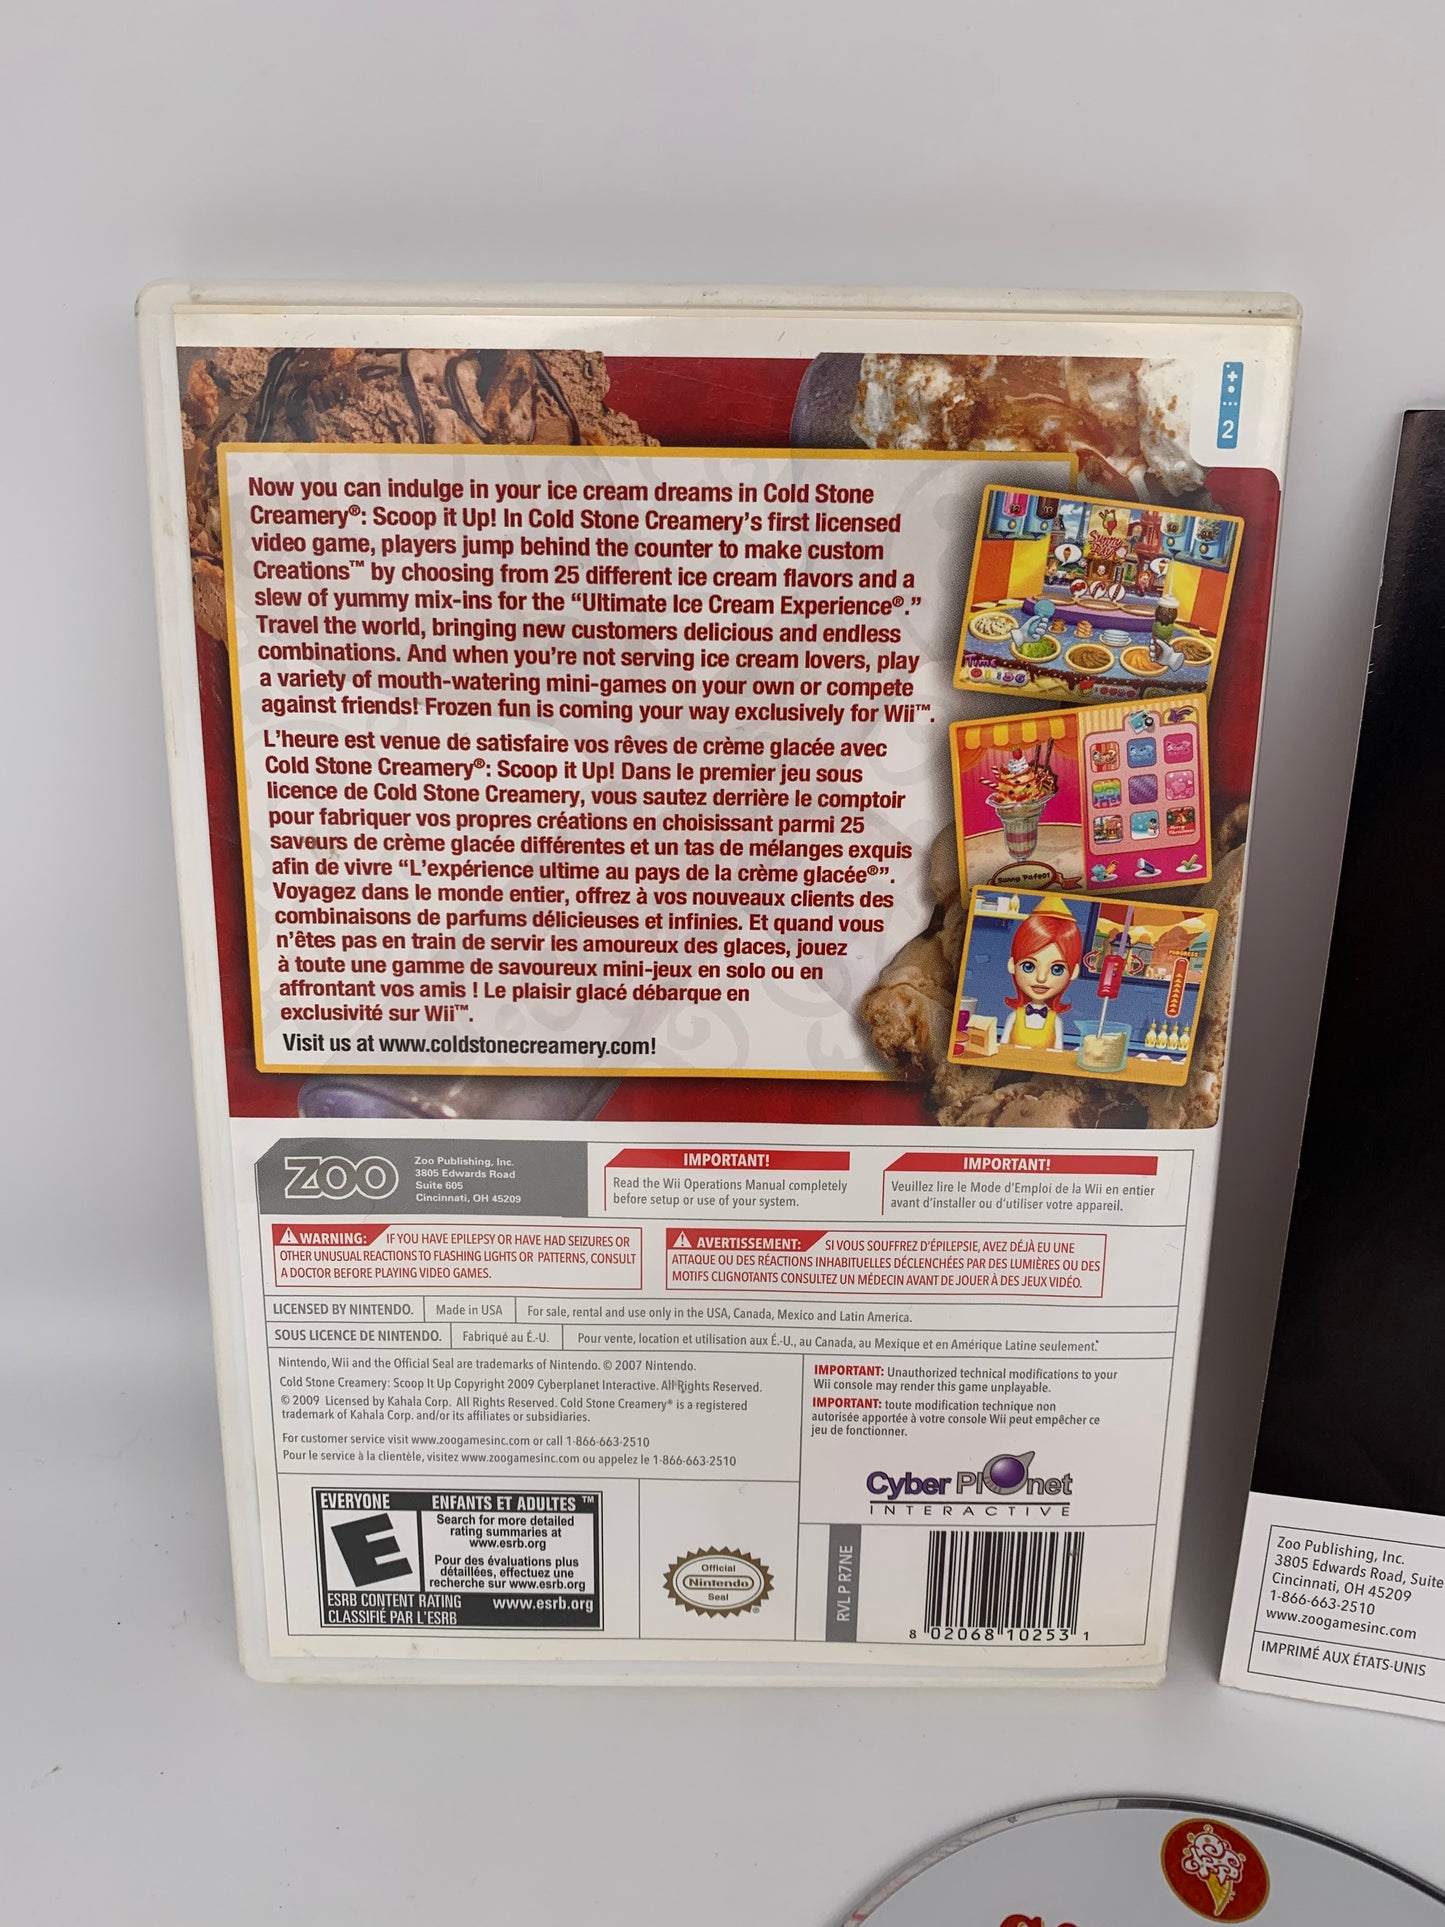 2
Now you can indulge in your ice cream dreams in Cold Stone
Creamery®: Scoop it Up! In Cold Stone Creamery's first licensed
video game, players jump behind the counter to make custom
Creations™ by choosing from 25 different ice cream flavors and a
slew of yummy mix-ins for the “Ultimate Ice Cream Experience®.”
Travel the world, bringing new customers delicious and endless
combinations. And when you're not serving ice cream lovers, play
a variety of mouth-watering mini-games on your own or compete
against friends! Frozen fun is coming your way exclusively for Wii™.
L'heure est venue de satisfaire vos rêves de crème glacée avec
Cold Stone Creamery®: Scoop it Up! Dans le premier jeu sous
licence de Cold Stone Creamery, vous sautez derrière le comptoir
pour fabriquer vos propres créations en choisissant parmi 25
saveurs de crème glacée différentes et un tas de mélanges exquis
afin de vivre “L'expérience ultime au pays de la crème glacée®”.
Voyagez dans le monde entier, offrez à vos nouveaux clients des
combinaisons de parfums délicieuses et infinies. Et quand vous
n'êtes pas en train de servir les amoureux des glaces, jouez
à toute une gamme de savoureux mini-jeux en solo ou en
affrontant vos amis ! Le plaisir glacé débarque en
exclusivité sur Wii™.
Visit us at www.coldstonecreamery.com!
Sunny Pafe01
PROGRESS
ZOO
Zoo Publishing, Inc.
3805 Edwards Road
Suite 605
Cincinnati, OH 45209
IMPORTANT!
Read the Wii Operations Manual completely
before setup or use of your system.
IMPORTANT!
Veuillez lire le Mode d'Emploi de la Wii en entier
avant d'installer ou d'utiliser votre appareil.
WARNING: IF YOU HAVE EPILEPSY OR HAVE HAD SEIZURES OR
OTHER UNUSUAL REACTIONS TO FLASHING LIGHTS OR PATTERNS, CONSULT
A DOCTOR BEFORE PLAYING VIDEO GAMES.
AVERTISSEMENT: SI VOUS SOUFFREZ D'ÉPILEPSIE, AVEZ DÉJÀ EU UNE
ATTAQUE OU DES RÉACTIONS INHABITUELLES DÉCLENCHÉES PAR DES LUMIÈRES OU DES
MOTIFS CLIGNOTANTS CONSULTEZ UN MÉDECIN AVANT DE JOUER À DES JEUX VIDÉO.
LICENSED BY NINTENDO. Made in USA For sale, rental and use only in the USA, Canada, Mexico and Latin America.
SOUS LICENCE DE NINTENDO. Fabriqué au É.-U. Pour vente, location et utilisation aux É.-U., au Canada, au Mexique et en Amérique Latine seulement.
Nintendo, Wii and the Official Seal are trademarks of Nintendo. © 2007 Nintendo.
Cold Stone Creamery: Scoop It Up Copyright 2009 Cyberplanet Interactive. All Rights Reserved.
© 2009 Licensed by Kahala Corp. All Rights Reserved. Cold Stone Creamery® is a registered
trademark of Kahala Corp. and/or its affiliates or subsidiaries.
For customer service visit www.zoogamesinc.com or call 1-866-663-2510
Pour le service à la clientèle, visitez www.zoogamesinc.com ou appelez le 1-866-663-2510
IMPORTANT: Unauthorized technical modifications to your
Wii console may render this game unplayable.
IMPORTANT: toute modification technique non
autorisée apportée à votre console Wii peut empêcher ce
jeu de fonctionner.
Cyber Planet
INTERACTIVE
EVERYONE ENFANTS ET ADULTES ™
E
Search for more detailed
rating summaries at
www.esrb.org
Pour des évaluations plus
détaillées, effectuez une
recherche sur www.esrb.org
ESRB CONTENT RATING www.esrb.org
CLASSIFIÉ PAR L'ESRB
Official
Nintendo
Seal
®
RVL P R7NE
8 02068 10253 1
Zoo Publishing, Inc.
3805 Edwards Road, Suite
Cincinnati, OH 45209
1-866-663-2510
www.zoogamesinc.com
IMPRIMÉ AUX ÉTATS-UNIS